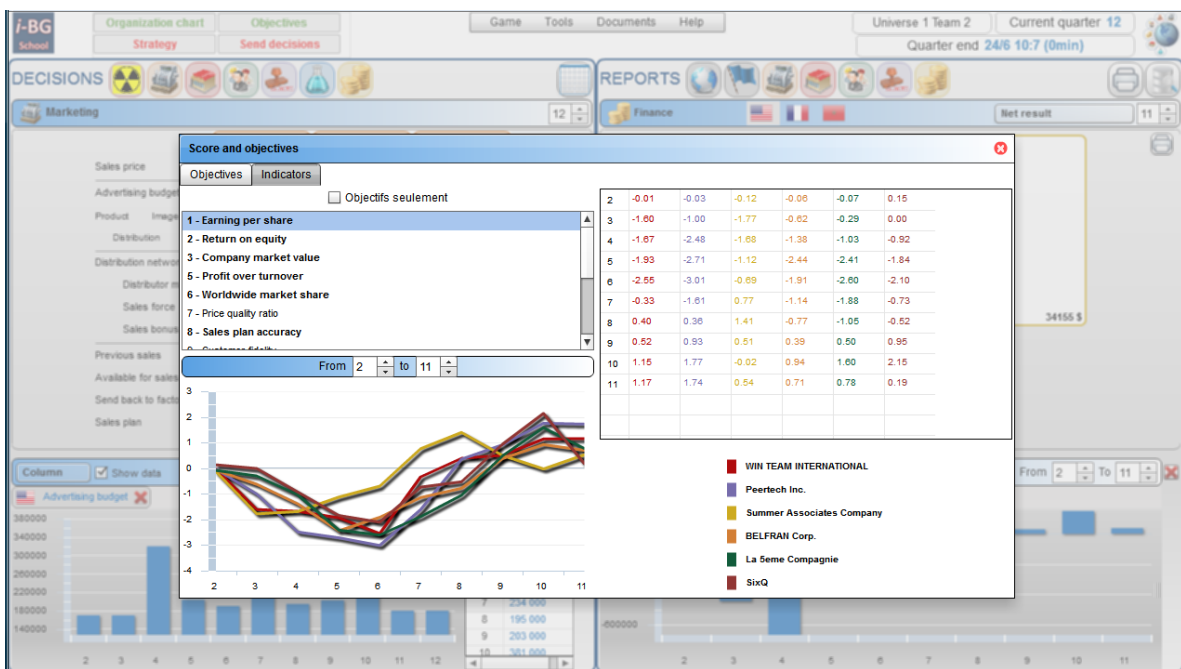 i-BG
School
Organization chart
Objectives
Strategy
Send decisions
Game Tools Documents Help
Universe 1 Team 2
Current quarter 12
Quarter end 24/6 10:7 (0min)
DECISIONS
REPORTS
Marketing
12
Finance
Net result
11
Sales price
Advertising budget
Product Image
Distribution
Distribution network
Distributor m
Sales force
Sales bonus
Previous sales
Available for sales
Send back to facto
Sales plan
34155 $
Score and objectives
Objectives Indicators
Objectifs seulement
1 - Earning per share
2 - Return on equity
3 - Company market value
5 - Profit over turnover
6 - Worldwide market share
7 - Price quality ratio
8 - Sales plan accuracy
From 2 to 11
3
2
1
0
-1
-2
-3
-4
2 3 4 5 6 7 8 9 10 11
2 -0.01 -0.03 -0.12 -0.06 -0.07 0.15
3 -1.60 -1.00 -1.77 -0.62 -0.29 0.00
4 -1.67 -2.48 -1.68 -1.38 -1.03 -0.92
5 -1.93 -2.71 -1.12 -2.44 -2.41 -1.84
6 -2.55 -3.01 -0.69 -1.91 -2.60 -2.10
7 -0.33 -1.61 0.77 -1.14 -1.88 -0.73
8 0.40 0.36 1.41 -0.77 -1.05 -0.52
9 0.52 0.93 0.51 0.39 0.50 0.95
10 1.15 1.77 -0.02 0.94 1.60 2.15
11 1.17 1.74 0.54 0.71 0.78 0.19
WIN TEAM INTERNATIONAL
Peertech Inc.
Summer Associates Company
BELFRAN Corp.
La 5eme Compagnie
SixQ
Column
Show data
Advertising budget
From 2 To 11
380000
340000
300000
260000
220000
180000
140000
2 3 4 5 6 7 8 9 10 11 12
7 234 000
8 195 000
9 203 000
10 381 000
-600000
2 3 4 5 6 7 8 9 10 11